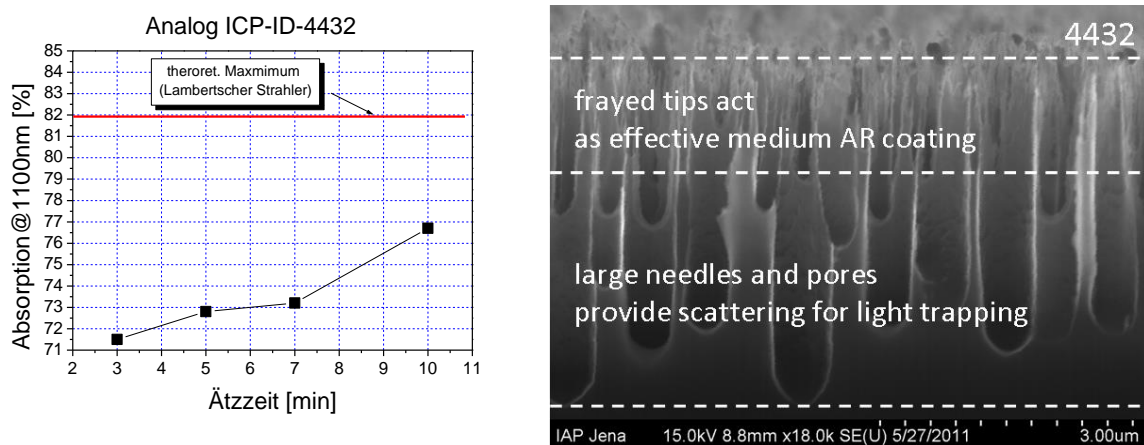 Analog ICP-ID-4432
theroret. Maxmimum
(Lambertscher Strahler)
85
84
83
82
81
80
79
78
77
76
75
74
73
72
71
2 3 4 5 6 7 8 9 10 11
Absorption@1100nm [%]
Ätzzeit [min]
4432
frayed tips act
as effective medium AR coating
large needles and pores
provide scattering for light trapping
IAP Jena 15.0kV 8.8mm x18.0k SE(U) 5/27/2011 3.00um